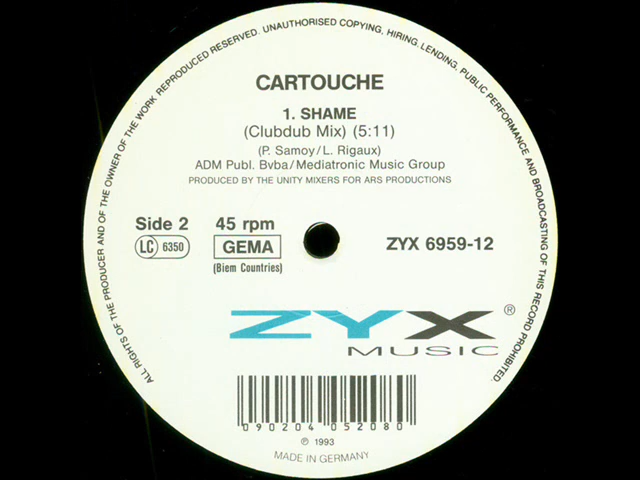 ALL RIGHTS OF THE PRODUCER AND OF THE OWNER OF THE WORK REPRODUCED RESERVED. UNAUTHORISED COPYING, HIRING, LENDING, PUBLIC PERFORMANCE AND BROADCASTING OF THIS RECORD PROHIBITED.
CARTOUCHE
1. SHAME
(Clubdub Mix) (5:11)
(P. Samoy/L. Rigaux)
ADM Publ. Bvba/Mediatronic Music Group
PRODUCED BY THE UNITY MIXERS FOR ARS PRODUCTIONS
Side 2 45 rpm
LC 6350 GEMA ZYX 6959-12
(Biem Countries)
ZYX ®
MUSIC
090204 052080
℗ 1993
MADE IN GERMANY